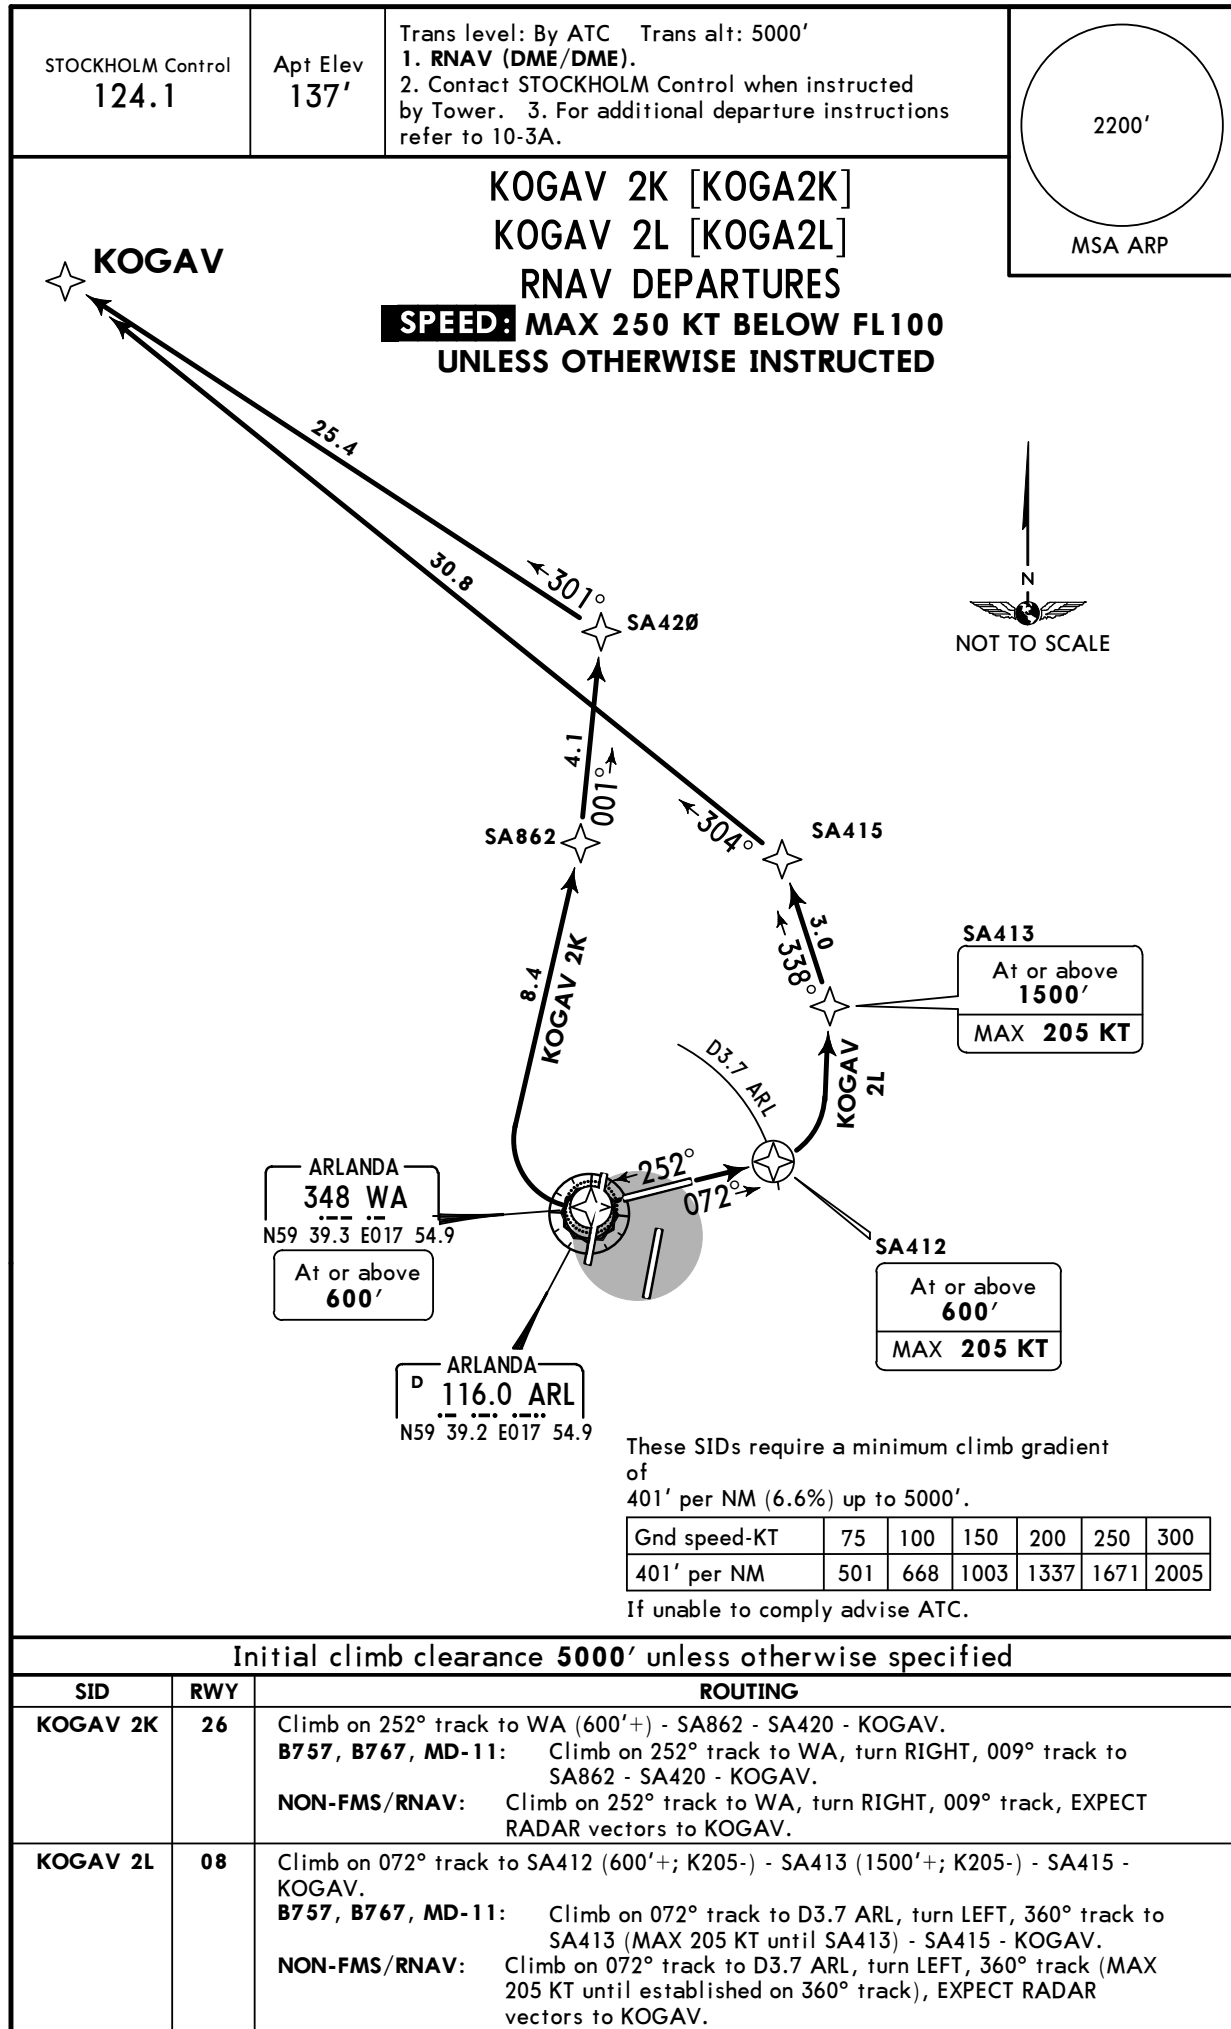 STOCKHOLM Control
124.1
Apt Elev
137'
Trans level: By ATC Trans alt: 5000'
1. RNAV (DME/DME).
2. Contact STOCKHOLM Control when instructed
by Tower. 3. For additional departure instructions
refer to 10-3A.
2200'
MSA ARP
KOGAV 2K [KOGA2K]
KOGAV 2L [KOGA2L]
RNAV DEPARTURES
SPEED: MAX 250 KT BELOW FL100
UNLESS OTHERWISE INSTRUCTED
KOGAV
25.4
30.8
301°
SA42Ø
N
NOT TO SCALE
4.1
001°
SA862
304°
SA415
3.0
338°
SA413
At or above
1500'
MAX 205 KT
8.4
KOGAV 2K
D3.7 ARL
KOGAV
2L
252°
072°
ARLANDA
348 WA
N59 39.3 E017 54.9
At or above
600'
SA412
At or above
600'
MAX 205 KT
ARLANDA
D 116.0 ARL
N59 39.2 E017 54.9
These SIDs require a minimum climb gradient
of
401' per NM (6.6%) up to 5000'.
Gnd speed-KT 75 100 150 200 250 300
401' per NM 501 668 1003 1337 1671 2005
If unable to comply advise ATC.
Initial climb clearance 5000' unless otherwise specified
SID RWY ROUTING
KOGAV 2K 26 Climb on 252° track to WA (600'+) - SA862 - SA420 - KOGAV.
B757, B767, MD-11: Climb on 252° track to WA, turn RIGHT, 009° track to
SA862 - SA420 - KOGAV.
NON-FMS/RNAV: Climb on 252° track to WA, turn RIGHT, 009° track, EXPECT
RADAR vectors to KOGAV.
KOGAV 2L 08 Climb on 072° track to SA412 (600'+; K205-) - SA413 (1500'+; K205-) - SA415 -
KOGAV.
B757, B767, MD-11: Climb on 072° track to D3.7 ARL, turn LEFT, 360° track to
SA413 (MAX 205 KT until SA413) - SA415 - KOGAV.
NON-FMS/RNAV: Climb on 072° track to D3.7 ARL, turn LEFT, 360° track (MAX
205 KT until established on 360° track), EXPECT RADAR
vectors to KOGAV.